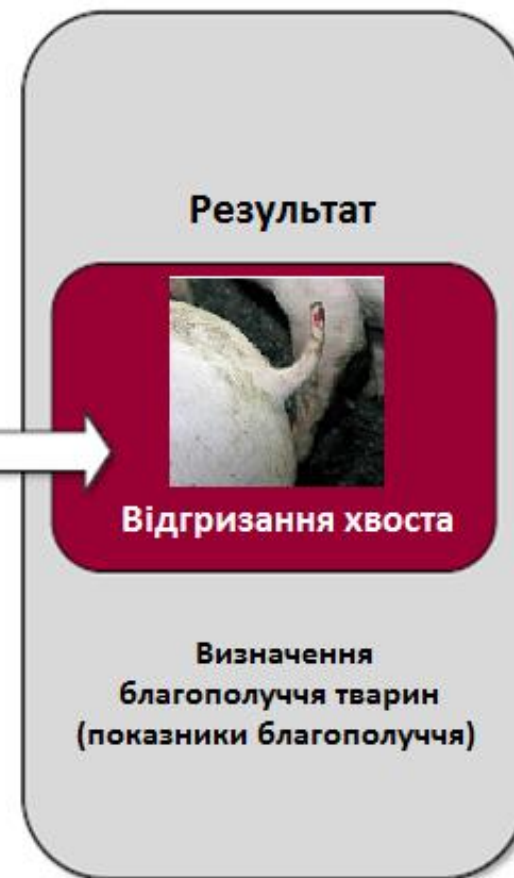 Результат
Відгризання хвоста
Визначення
благополуччя тварин
(показники благополуччя)